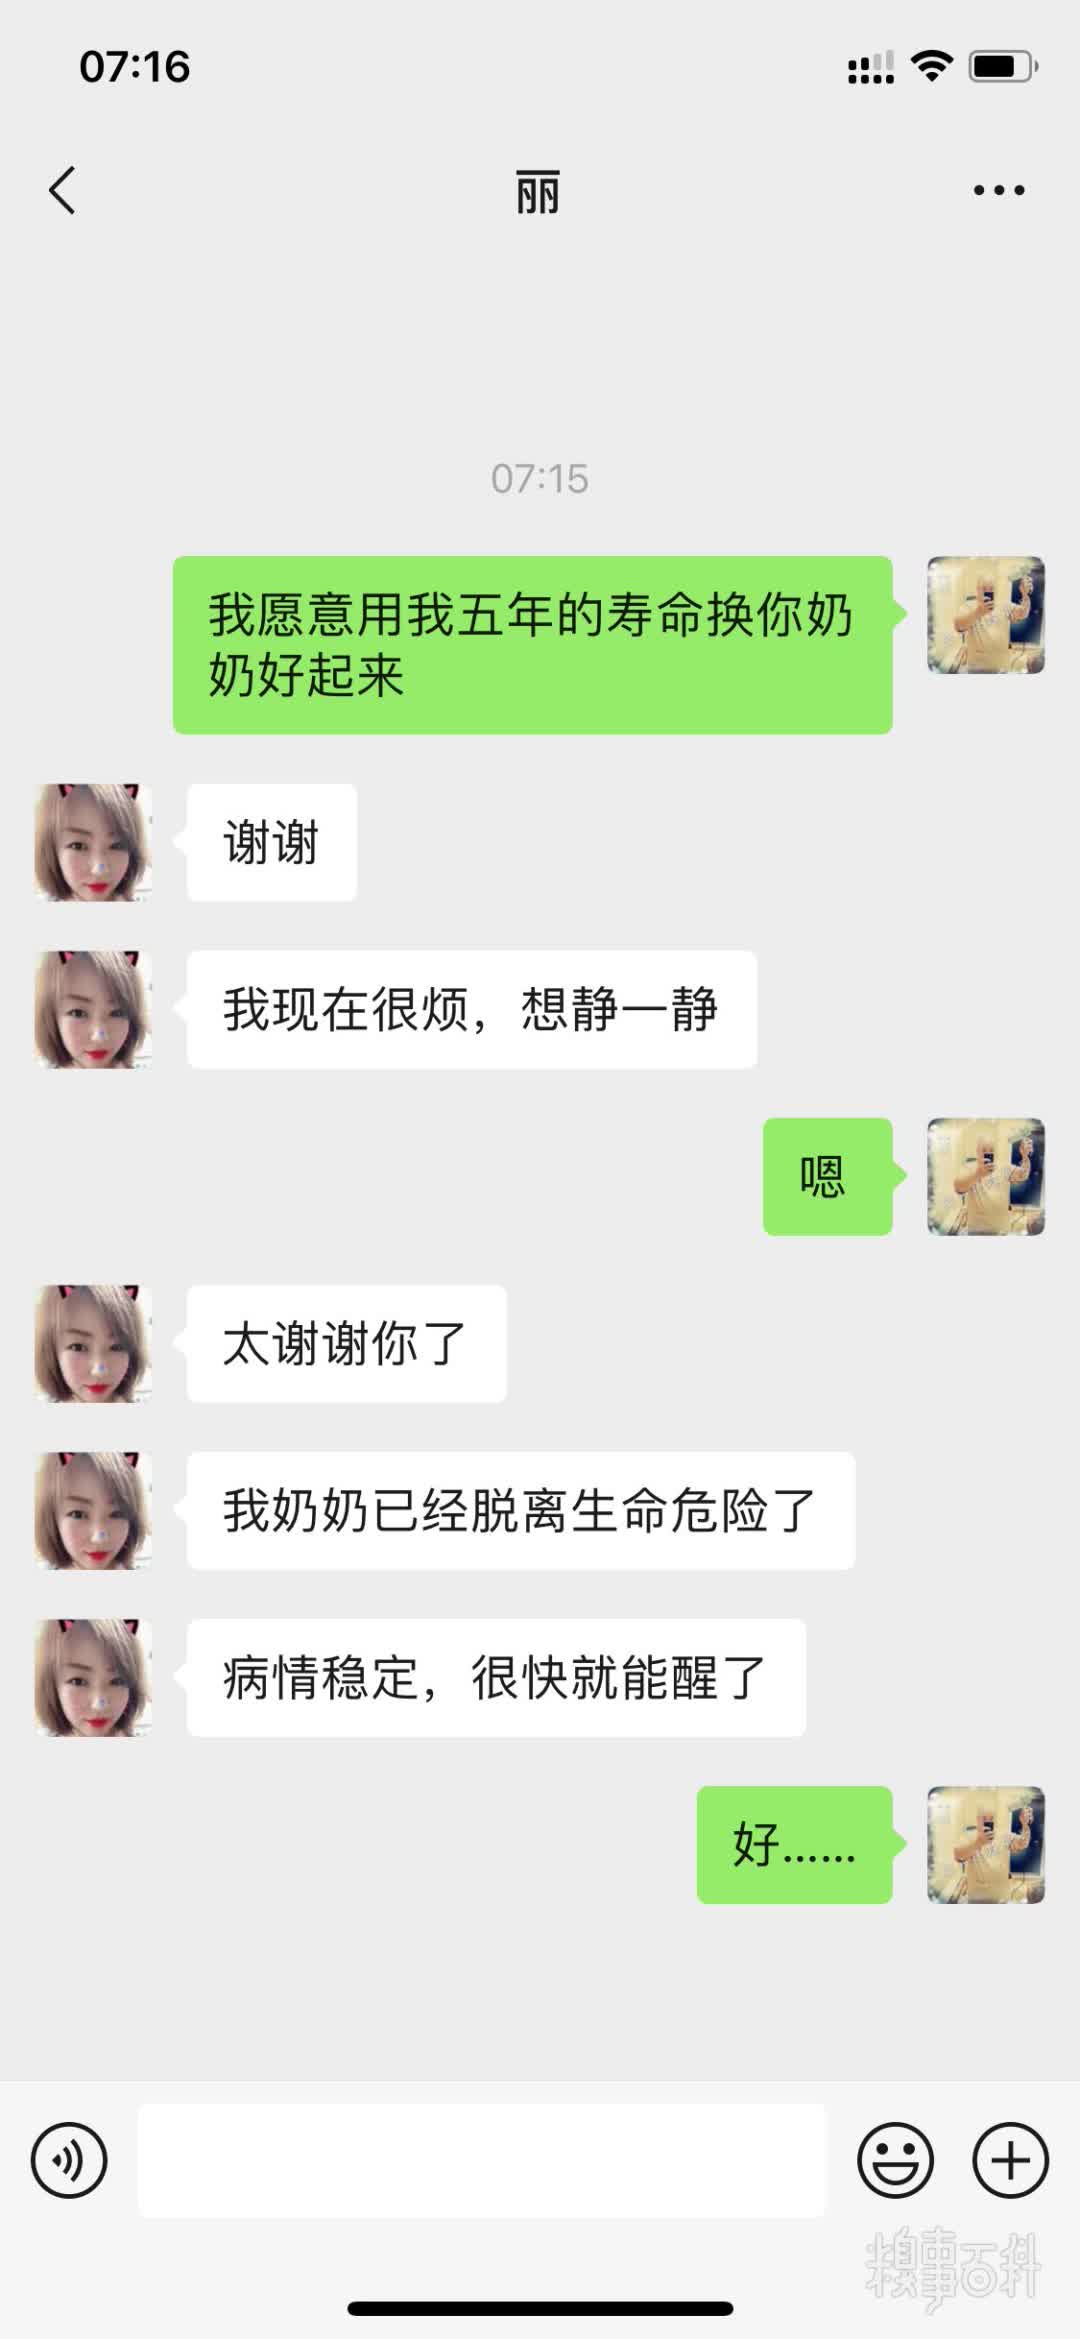 07:16
丽
07:15
我愿意用我五年的寿命换你奶
奶好起来
谢谢
我现在很烦，想静一静
嗯
太谢谢你了
我奶奶已经脱离生命危险了
病情稳定，很快就能醒了
好......
糗事百科